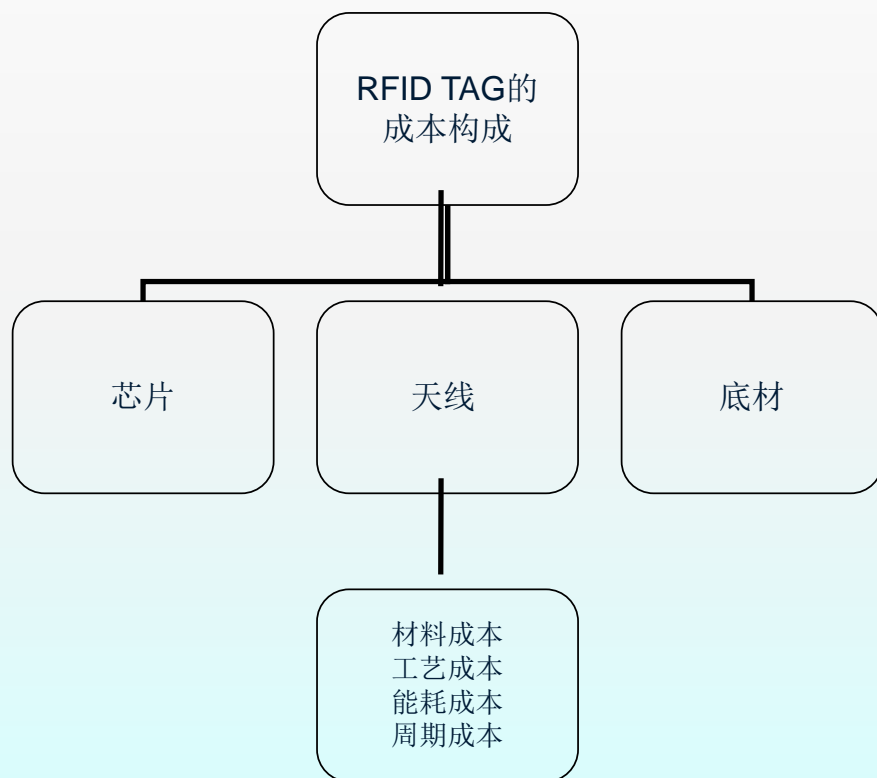 RFID TAG的
成本构成
芯片
天线
底材
材料成本
工艺成本
能耗成本
周期成本